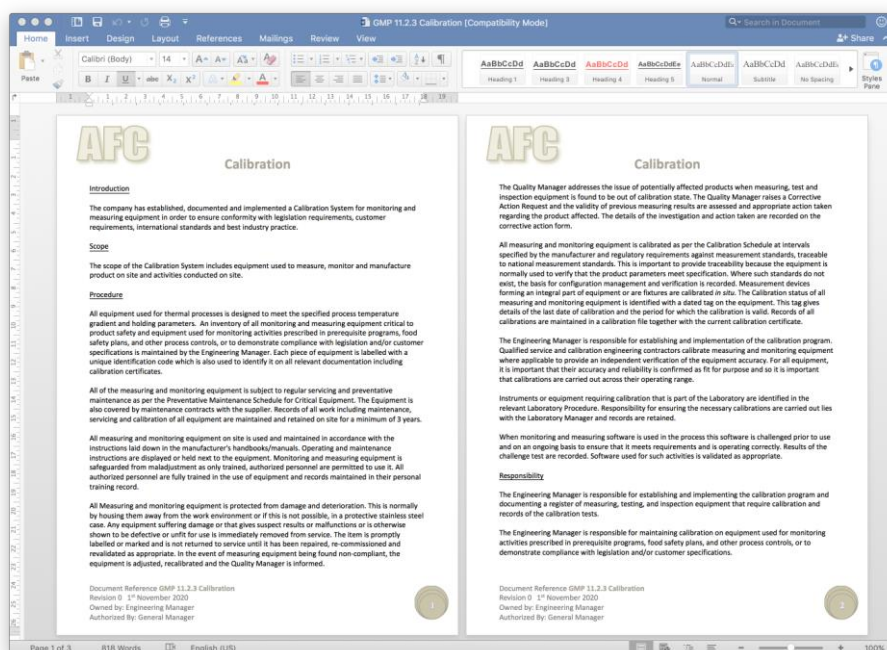 GMP 11.2.3 Calibration [Compatibility Mode]
Search in Document
Home Insert Design Layout References Mailings Review View
Share
Calibri (Body) 14
Paste
B I U abc X₂ X²
AaBbCcDd AaBbCcDd AaBbCcDd AaBbCcDdEe AaBbCcDdEe AaBbCcDd AaBbCcDdEe
Heading 1 Heading 3 Heading 4 Heading 5 Normal Subtitle No Spacing
Styles
Pane
AFC
Calibration
Introduction
The company has established, documented and implemented a Calibration System for monitoring and
measuring equipment in order to ensure conformity with legislation requirements, customer
requirements, international standards and best industry practice.
Scope
The scope of the Calibration System includes equipment used to measure, monitor and manufacture
product on site and activities conducted on site.
Procedure
All equipment used for thermal processes is designed to meet the specified process temperature
gradient and holding parameters. An inventory of all monitoring and measuring equipment critical to
product safety and equipment used for monitoring activities prescribed in prerequisite programs, food
safety plans, and other process controls, or to demonstrate compliance with legislation and/or customer
specifications is maintained by the Engineering Manager. Each piece of equipment is labelled with a
unique identification code which is also used to identify it on all relevant documentation including
calibration certificates.
All of the measuring and monitoring equipment is subject to regular servicing and preventative
maintenance as per the Preventative Maintenance Schedule for Critical Equipment. The Equipment is
also covered by maintenance contracts with the supplier. Records of all work including maintenance,
servicing and calibration of all equipment are maintained and retained on site for a minimum of 3 years.
All measuring and monitoring equipment on site is used and maintained in accordance with the
instructions laid down in the manufacturer's handbooks/manuals. Operating and maintenance
instructions are displayed or held next to the equipment. Monitoring and measuring equipment is
safeguarded from maladjustment as only trained, authorized personnel are permitted to use it. All
authorized personnel are fully trained in the use of equipment and records maintained in their personal
training record.
All Measuring and monitoring equipment is protected from damage and deterioration. This is normally
by housing them away from the work environment or if this is not possible, in a protective stainless steel
case. Any equipment suffering damage or that gives suspect results or malfunctions or is otherwise
shown to be defective or unfit for use is immediately removed from service. The item is promptly
labelled or marked and is not returned to service until it has been repaired, re-commissioned and
revalidated as appropriate. In the event of measuring equipment being found non-compliant, the
equipment is adjusted, recalibrated and the Quality Manager is informed.
Document Reference GMP 11.2.3 Calibration
Revision 0 1st November 2020
Owned by: Engineering Manager
Authorized By: General Manager
1
AFC
Calibration
The Quality Manager addresses the issue of potentially affected products when measuring, test and
inspection equipment is found to be out of calibration state. The Quality Manager raises a Corrective
Action Request and the validity of previous measuring results are assessed and appropriate action taken
regarding the product affected. The details of the investigation and action taken are recorded on the
corrective action form.
All measuring and monitoring equipment is calibrated as per the Calibration Schedule at intervals
specified by the manufacturer and regulatory requirements against measurement standards, traceable
to national measurement standards. This is important to provide traceability because the equipment is
normally used to verify that the product parameters meet specification. Where such standards do not
exist, the basis for configuration management and verification is recorded. Measurement devices
forming an integral part of equipment or are fixtures are calibrated in situ. The Calibration status of all
measuring and monitoring equipment is identified with a dated tag on the equipment. This tag gives
details of the last date of calibration and the period for which the calibration is valid. Records of all
calibrations are maintained in a calibration file together with the current calibration certificate.
The Engineering Manager is responsible for establishing and implementation of the calibration program.
Qualified service and calibration engineering contractors calibrate measuring and monitoring equipment
where applicable to provide an independent verification of the equipment accuracy. For all equipment,
it is important that their accuracy and reliability is confirmed as fit for purpose and so it is important
that calibrations are carried out across their operating range.
Instruments or equipment requiring calibration that is part of the Laboratory are identified in the
relevant Laboratory Procedure. Responsibility for ensuring the necessary calibrations are carried out lies
with the Laboratory Manager and records are retained.
When monitoring and measuring software is used in the process this software is challenged prior to use
and on an ongoing basis to ensure that it meets requirements and is operating correctly. Results of the
challenge test are recorded. Software used for such activities is validated as appropriate.
Responsibility
The Engineering Manager is responsible for establishing and implementing the calibration program and
documenting a register of measuring, testing, and inspection equipment that require calibration and
records of the calibration tests.
The Engineering Manager is responsible for maintaining calibration on equipment used for monitoring
activities prescribed in prerequisite programs, food safety plans, and other process controls, or to
demonstrate compliance with legislation and/or customer specifications.
Document Reference GMP 11.2.3 Calibration
Revision 0 1st November 2020
Owned by: Engineering Manager
Authorized By: General Manager
2
Page 1 of 3 818 Words English (US) 100%